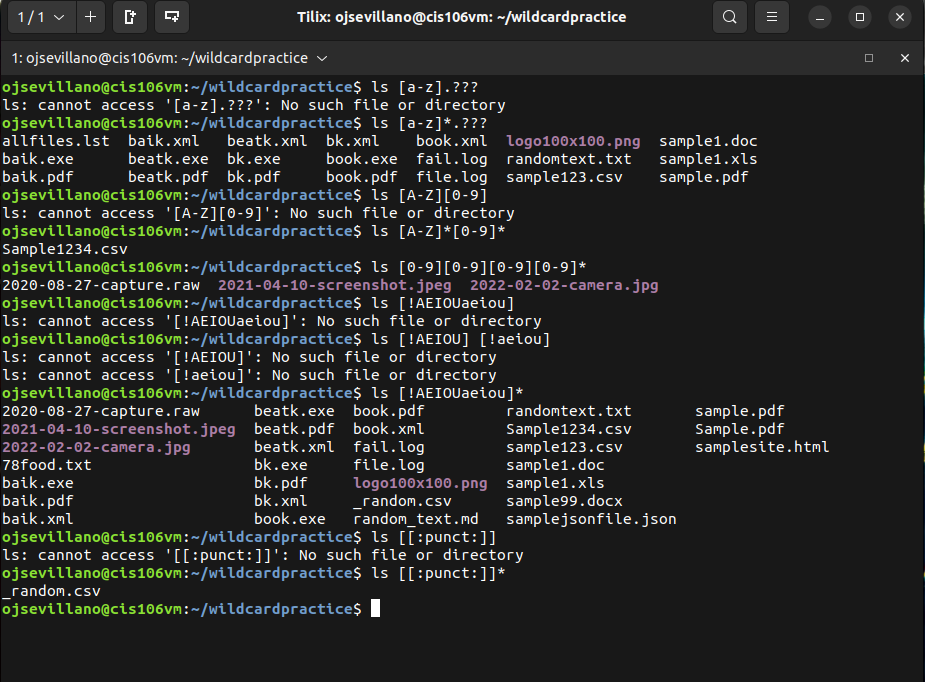 1 / 1
Tilix: ojsevillano@cis106vm: ~/wildcardpractice
1: ojsevillano@cis106vm: ~/wildcardpractice
ojsevillano@cis106vm:~/wildcardpractice$ ls [a-z].???
ls: cannot access '[a-z].???': No such file or directory
ojsevillano@cis106vm:~/wildcardpractice$ ls [a-z]*.???
allfiles.lst  baik.xml   beatk.xml  bk.xml    book.xml  logo100x100.png  sample1.doc
baik.exe      beatk.exe  bk.exe     book.exe  fail.log  randomtext.txt   sample1.xls
baik.pdf      beatk.pdf  bk.pdf     book.pdf  file.log  sample123.csv    sample.pdf
ojsevillano@cis106vm:~/wildcardpractice$ ls [A-Z][0-9]
ls: cannot access '[A-Z][0-9]': No such file or directory
ojsevillano@cis106vm:~/wildcardpractice$ ls [A-Z]*[0-9]*
Sample1234.csv
ojsevillano@cis106vm:~/wildcardpractice$ ls [0-9][0-9][0-9][0-9]*
2020-08-27-capture.raw  2021-04-10-screenshot.jpeg  2022-02-02-camera.jpg
ojsevillano@cis106vm:~/wildcardpractice$ ls [!AEIOUaeiou]
ls: cannot access '[!AEIOUaeiou]': No such file or directory
ojsevillano@cis106vm:~/wildcardpractice$ ls [!AEIOU] [!aeiou]
ls: cannot access '[!AEIOU]': No such file or directory
ls: cannot access '[!aeiou]': No such file or directory
ojsevillano@cis106vm:~/wildcardpractice$ ls [!AEIOUaeiou]*
2020-08-27-capture.raw      beatk.exe  book.pdf         randomtext.txt       sample.pdf
2021-04-10-screenshot.jpeg  beatk.pdf  book.xml         Sample1234.csv       Sample.pdf
2022-02-02-camera.jpg       beatk.xml  fail.log         sample123.csv        samplesite.html
78food.txt                  bk.exe     file.log         sample1.doc
baik.exe                    bk.pdf     logo100x100.png  sample1.xls
baik.pdf                    bk.xml     _random.csv      sample99.docx
baik.xml                    book.exe   random_text.md   samplejsonfile.json
ojsevillano@cis106vm:~/wildcardpractice$ ls [[:punct:]]
ls: cannot access '[[:punct:]]': No such file or directory
ojsevillano@cis106vm:~/wildcardpractice$ ls [[:punct:]]*
_random.csv
ojsevillano@cis106vm:~/wildcardpractice$